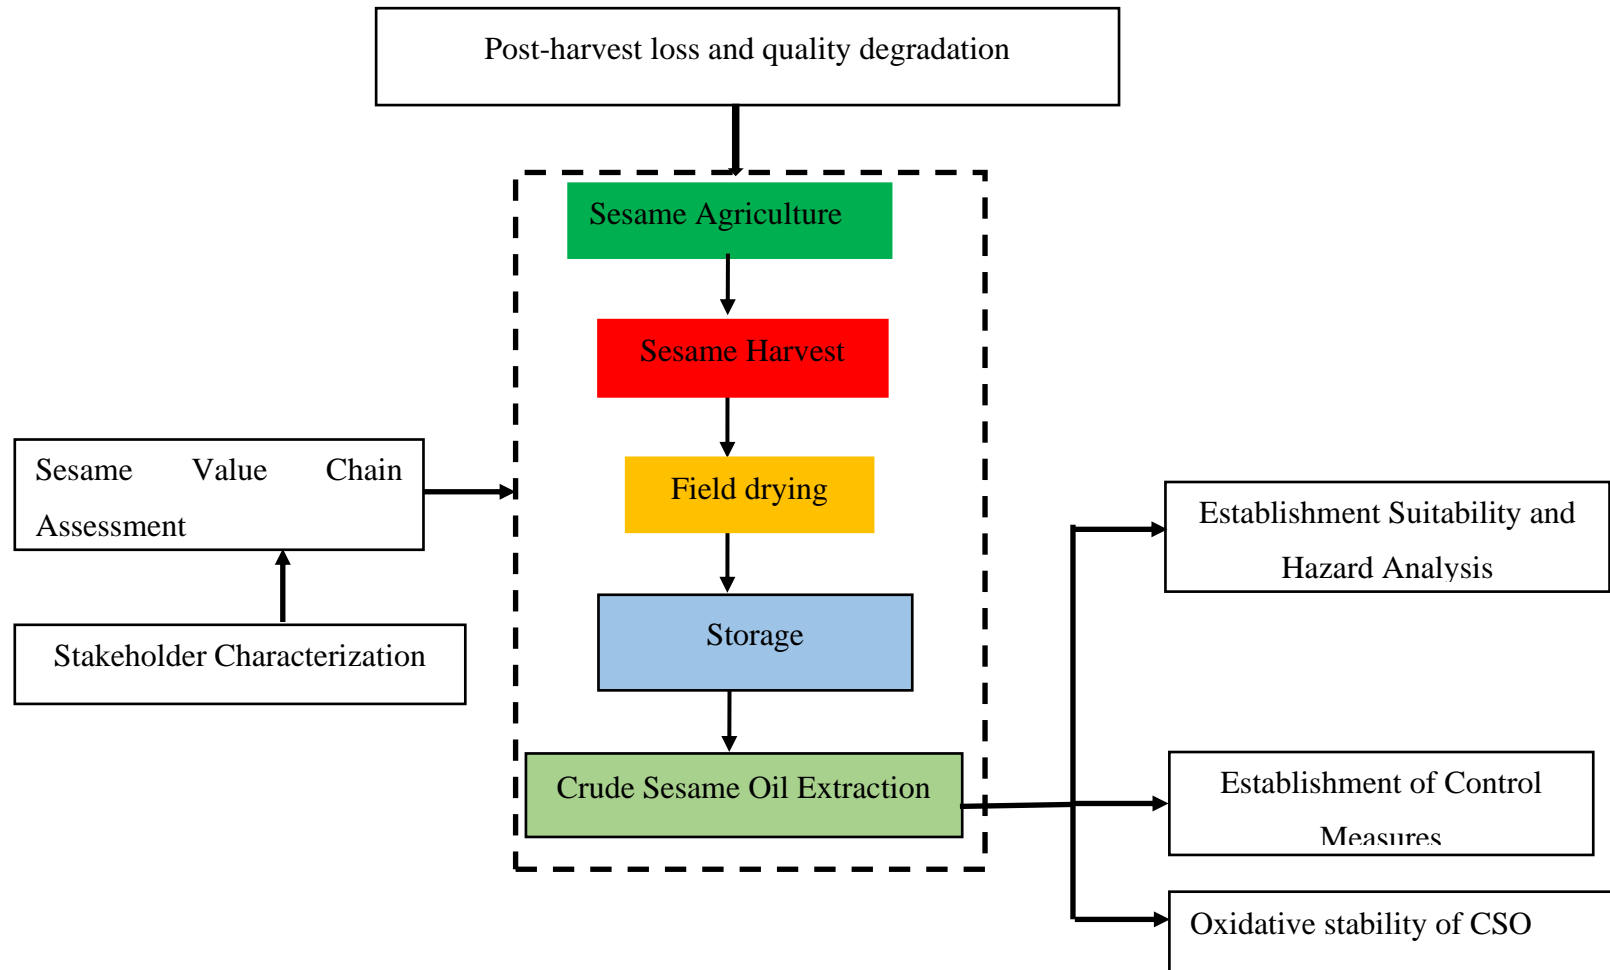 Post-harvest loss and quality degradation
Sesame Agriculture
Sesame Harvest
Field drying
Storage
Crude Sesame Oil Extraction
Sesame Value Chain
Assessment
Stakeholder Characterization
Establishment Suitability and
Hazard Analysis
Establishment of Control
Measures
Oxidative stability of CSO